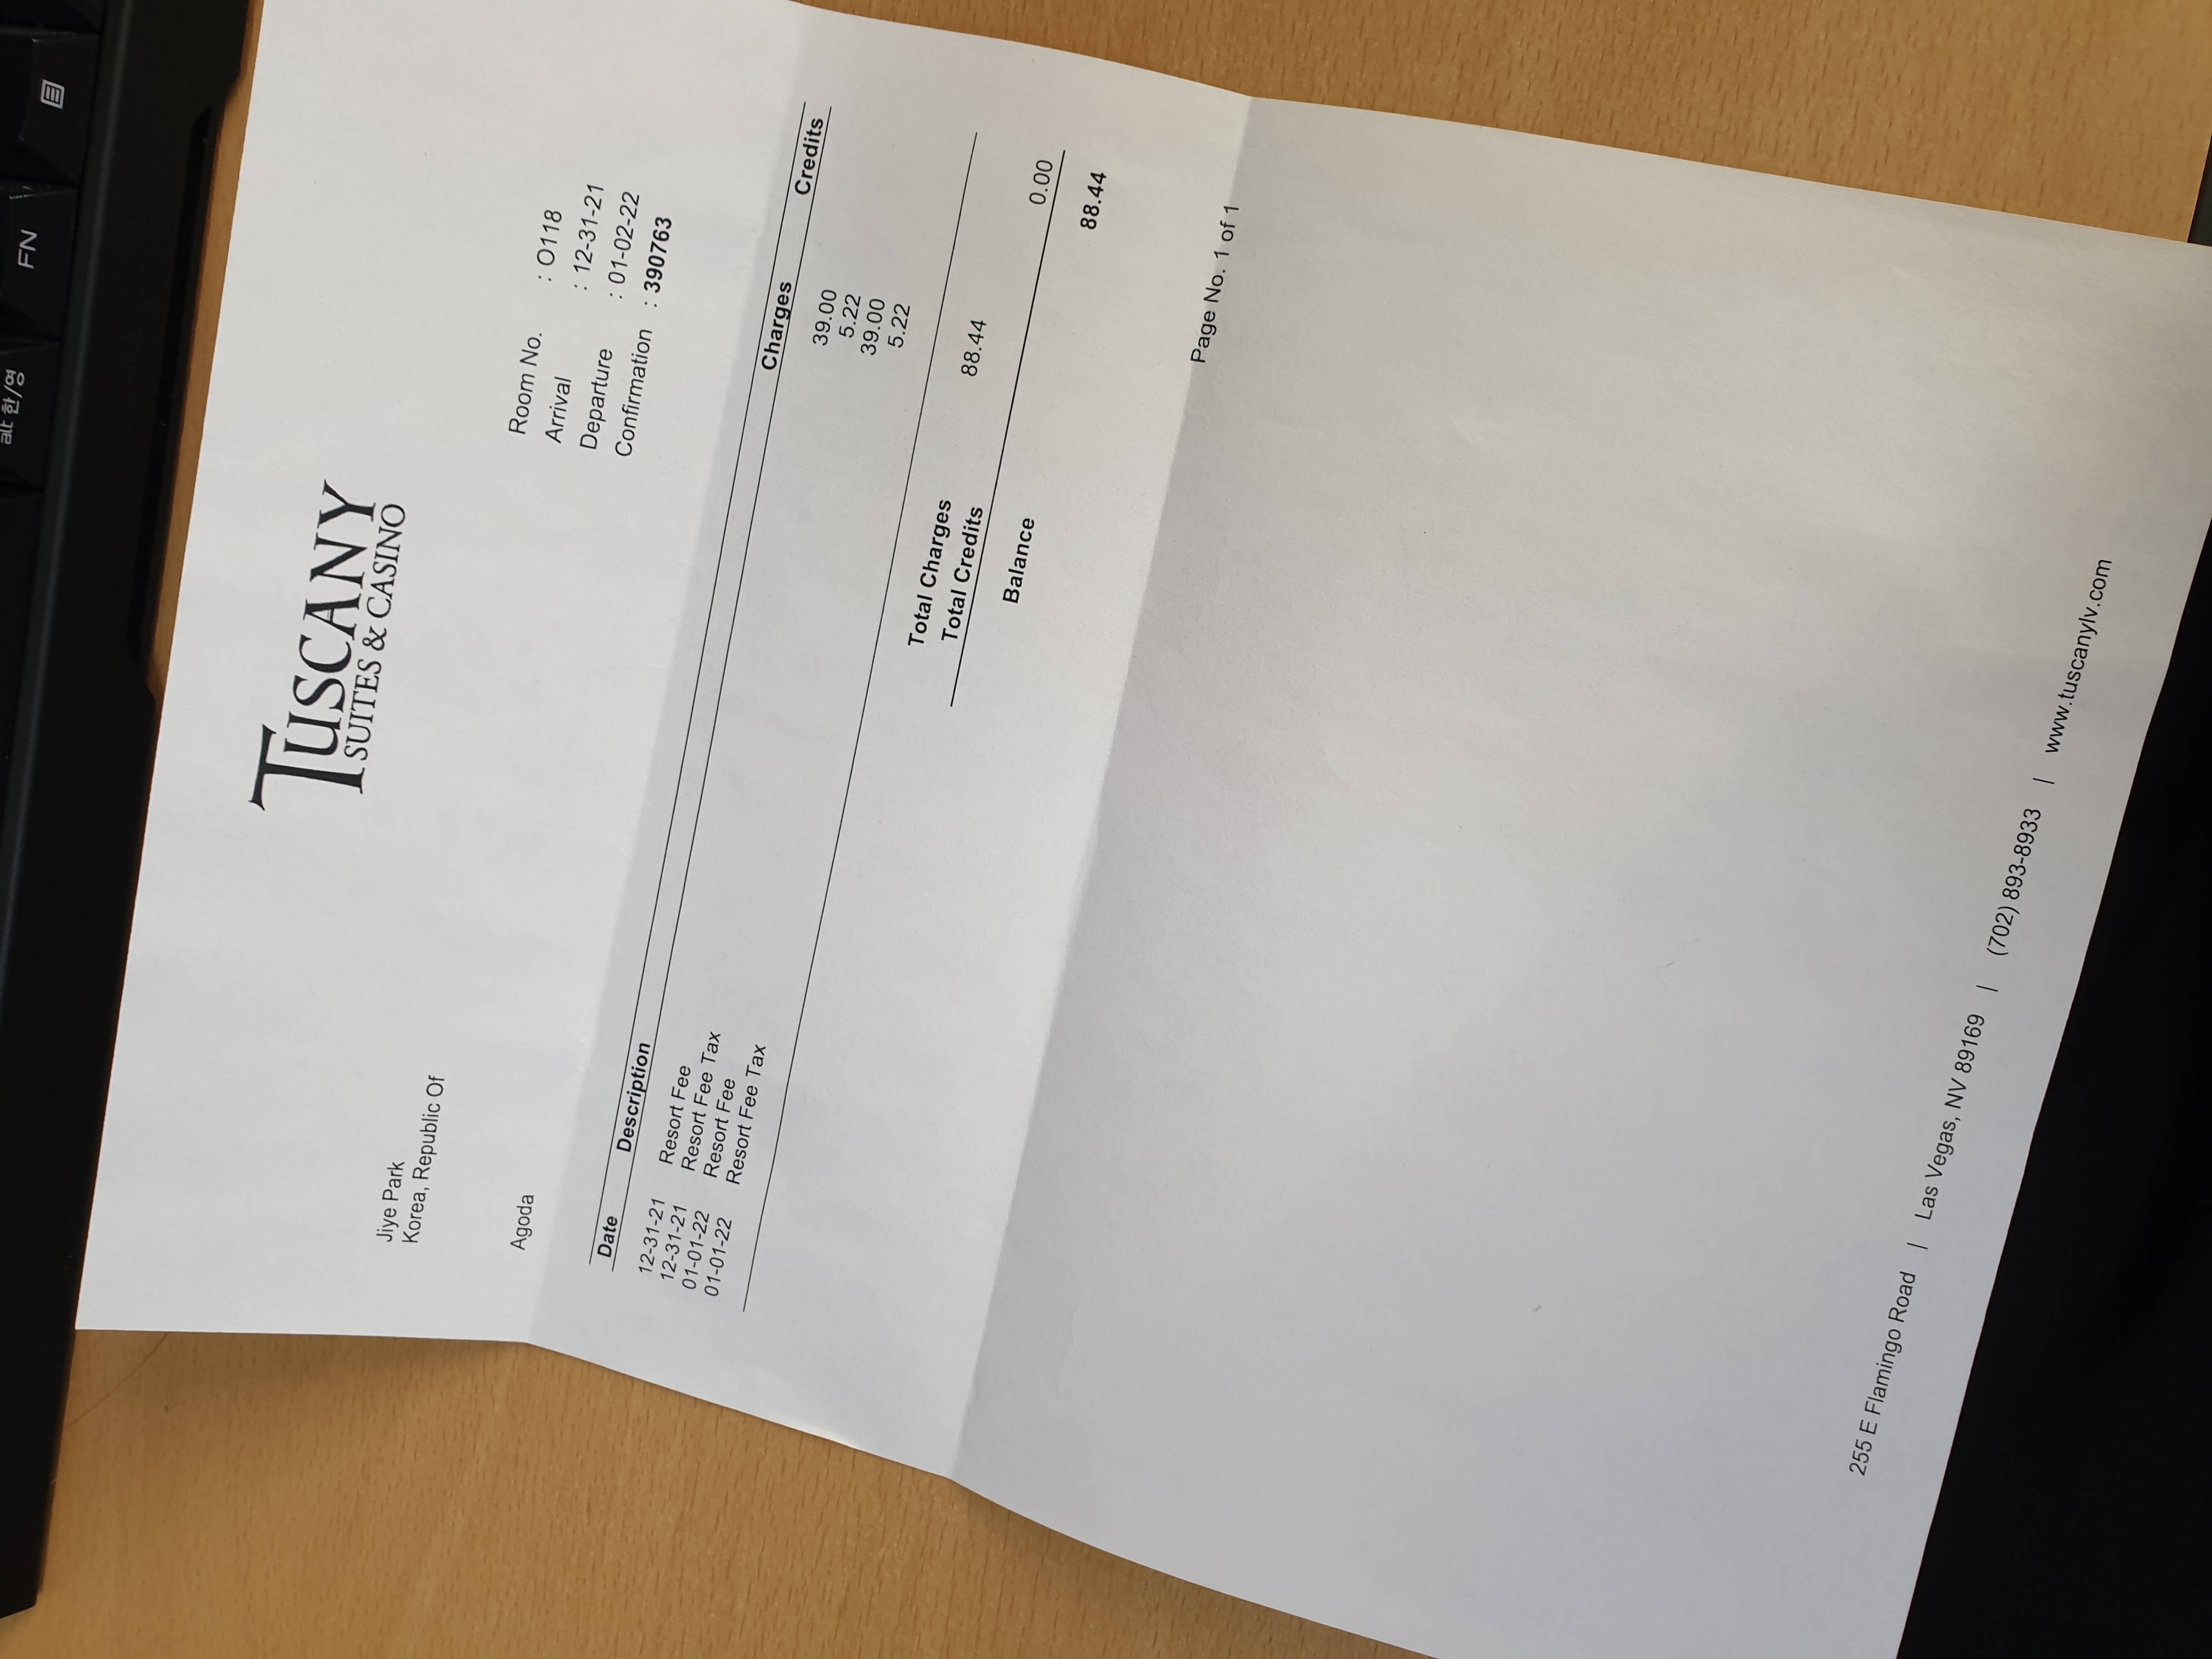 alt 한/영
FN
TUSCANY
SUITES & CASINO
Jiye Park
Korea, Republic Of
Agoda
Room No. : O118
Arrival : 12-31-21
Departure : 01-02-22
Confirmation : 390763
Date Description Charges Credits
12-31-21 Resort Fee 39.00
12-31-21 Resort Fee Tax 5.22
01-01-22 Resort Fee 39.00
01-01-22 Resort Fee Tax 5.22
Total Charges 88.44
Total Credits 0.00
Balance 88.44
Page No. 1 of 1
255 E Flamingo Road | Las Vegas, NV 89169 | (702) 893-8933 | www.tuscanylv.com